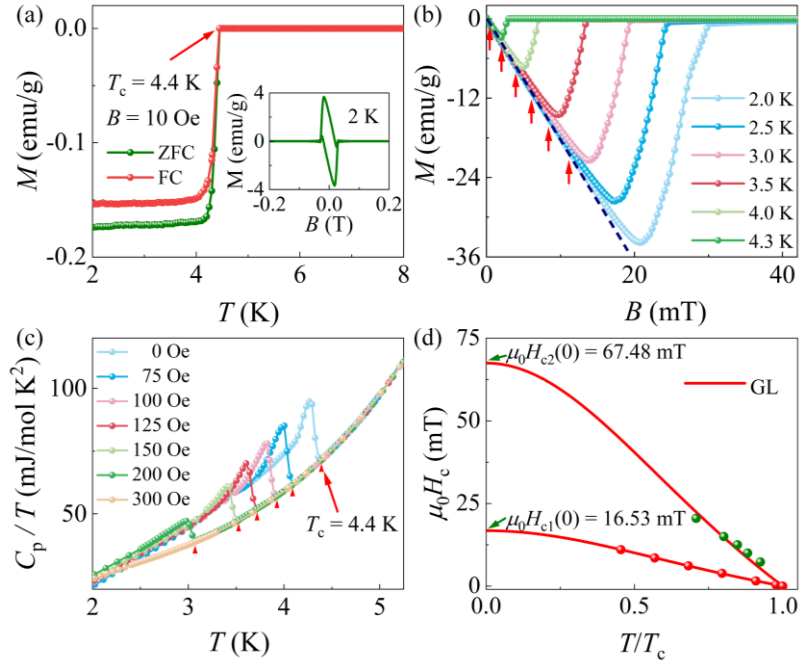 (a)
0.0
-0.1
-0.2
M (emu/g)
Tc = 4.4 K
B = 10 Oe
ZFC
FC
2 K
4
0
-4
M (emu/g)
-0.2 0.0 0.2
B (T)
2 4 6 8
T (K)
(b)
0
-12
-24
-36
M (emu/g)
2.0 K
2.5 K
3.0 K
3.5 K
4.0 K
4.3 K
0 20 40
B (mT)
(c)
100
50
Cp / T (mJ/mol K²)
0 Oe
75 Oe
100 Oe
125 Oe
150 Oe
200 Oe
300 Oe
Tc = 4.4 K
2 3 4 5
T (K)
(d)
75
50
25
0
μ0Hc (mT)
μ0Hc2(0) = 67.48 mT
GL
μ0Hc1(0) = 16.53 mT
0.0 0.5 1.0
T/Tc